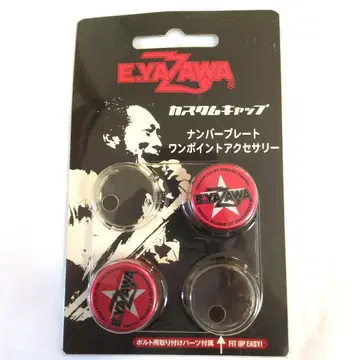 E.YAZAWA®
カスタムキャップ
ナンバープレート
ワンポイントアクセサリー
E.YAZAWA
E.YAZAWA
ボルト用取り付けパーツ付属
FIT UP EASY!